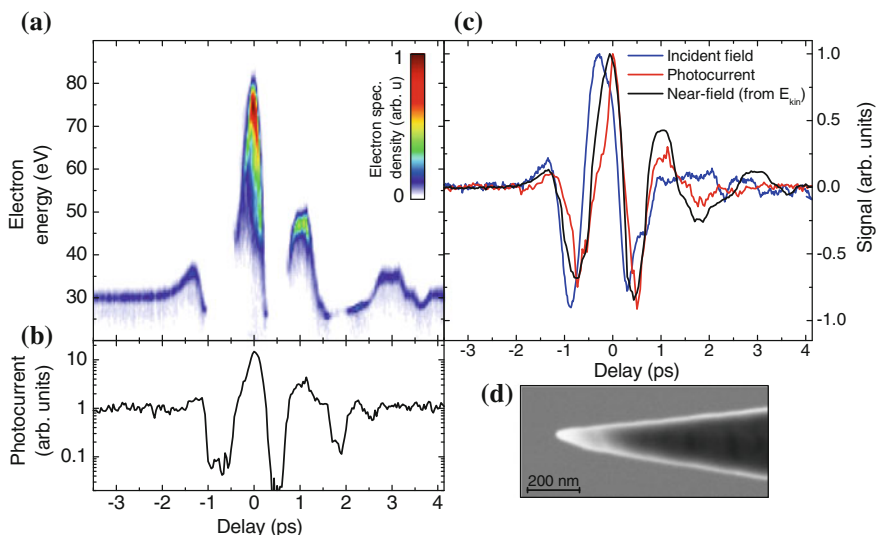 (a)
Electron
energy (eV)
90
80
70
60
50
40
30
Electron spec.
density (arb. u)
1
0
(b)
Photocurrent
(arb. units)
10
1
0.1
-3 -2 -1 0 1 2 3 4
Delay (ps)
(c)
Incident field
Photocurrent
Near-field (from Ekin)
1.0
0.5
0.0
-0.5
-1.0
Signal (arb. units)
-3 -2 -1 0 1 2 3 4
Delay (ps)
(d)
200 nm